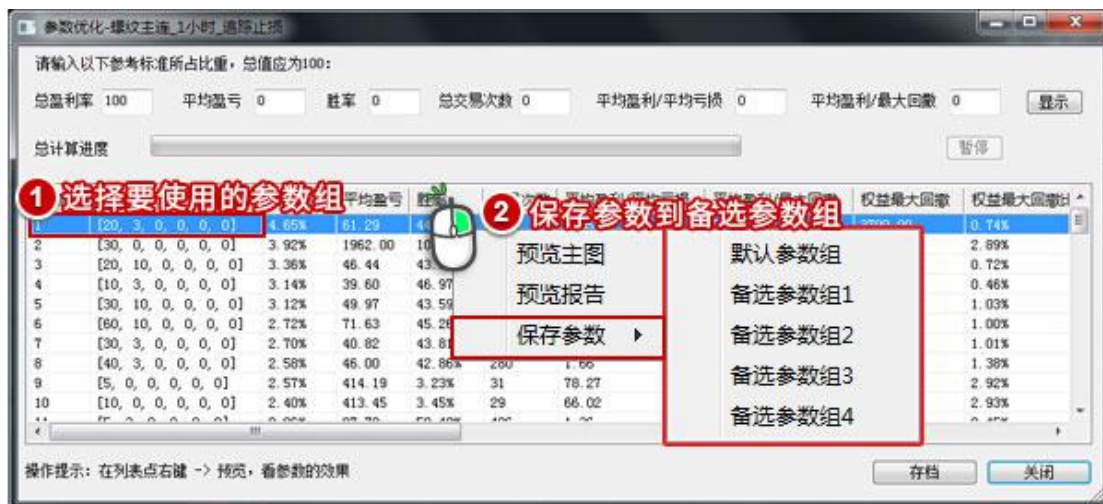 参数优化-螺纹主连_1小时_追踪止损
请输入以下参考标准所占比重，总值应为100：
总盈利率 100 平均盈亏 0 胜率 0 总交易次数 0 平均盈利/平均亏损 0 平均盈利/最大回撤 0 显示
总计算进度 暂停
1 选择要使用的参数组 平均盈亏 权益最大回撤 权益最大回撤比
2 保存参数到备选参数组
1 [20, 3, 0, 0, 0, 0] 4.65% 61.29 0.74%
2 [30, 0, 0, 0, 0, 0] 3.92% 1962.00 2.89%
3 [20, 10, 0, 0, 0, 0] 3.36% 46.44 0.72%
4 [10, 3, 0, 0, 0, 0] 3.14% 39.60 46.97 0.46%
5 [30, 10, 0, 0, 0, 0] 3.12% 49.97 43.59 1.03%
6 [60, 10, 0, 0, 0, 0] 2.72% 71.63 1.00%
7 [30, 3, 0, 0, 0, 0] 2.70% 40.82 1.01%
8 [40, 3, 0, 0, 0, 0] 2.58% 46.00 42.86% 280 1.66 1.38%
9 [5, 0, 0, 0, 0, 0] 2.57% 414.19 3.23% 31 78.27 2.92%
10 [10, 0, 0, 0, 0, 0] 2.40% 413.45 3.45% 29 66.02 2.93%
预览主图
预览报告
保存参数
默认参数组
备选参数组1
备选参数组2
备选参数组3
备选参数组4
操作提示：在列表点右键 -> 预览，看参数的效果 存档 关闭